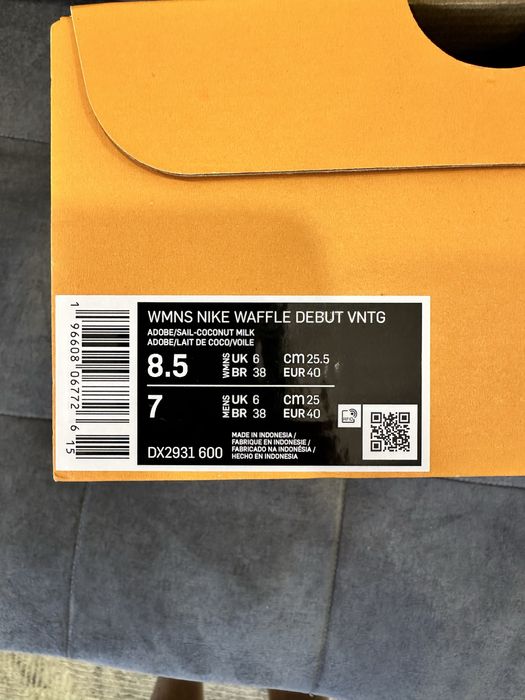 WMNS NIKE WAFFLE DEBUT VNTG
ADOBE/SAIL-COCONUT MILK
ADOBE/LAIT DE COCO/VOILE
8.5 WMNS UK 6 CM 25.5
BR 38 EUR 40
7 MENS UK 6 CM 25
BR 38 EUR 40
DX2931 600
MADE IN INDONESIA /
FABRIQUÉ EN INDONÉSIE /
FABRICADO NA INDONÉSIA /
HECHO EN INDONESIA
1 96608 06772 6 15